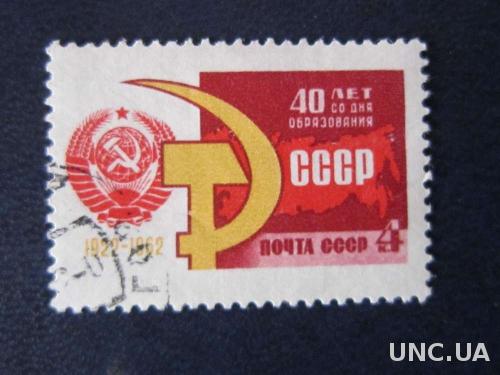 40 ЛЕТ
СО ДНЯ
ОБРАЗОВАНИЯ
СССР
1922-1962
ПОЧТА СССР 4
К
UNC.UA